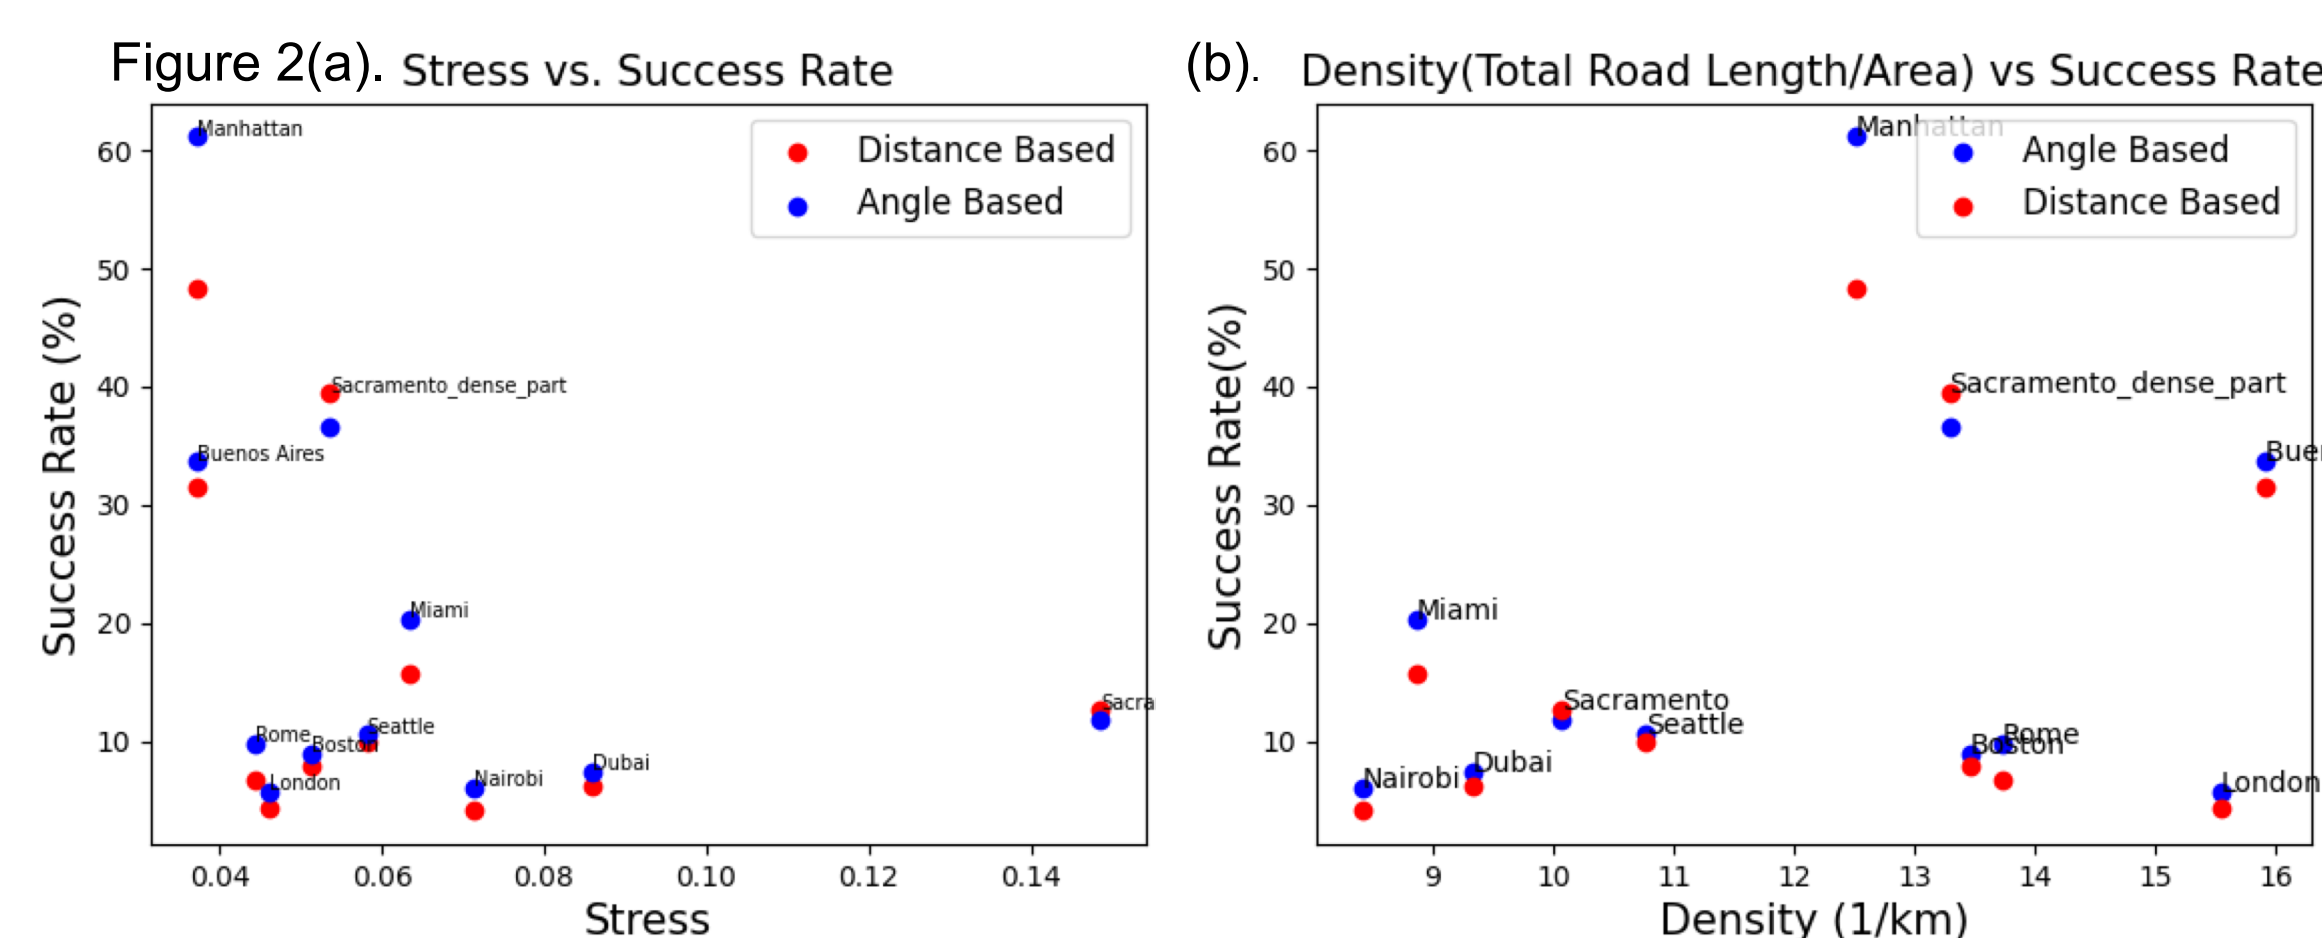 Figure 2(a). Stress vs. Success Rate
Manhattan
Distance Based
Angle Based
Sacramento_dense_part
Buenos Aires
Miami
Sacra
Rome
Boston
Seattle
London
Nairobi
Dubai
60
50
40
30
20
10
Success Rate (%)
0.04 0.06 0.08 0.10 0.12 0.14
Stress
(b). Density(Total Road Length/Area) vs Success Rate
Manhattan
Angle Based
Distance Based
Sacramento_dense_part
Buen
Miami
Sacramento
Seattle
Rome
Boston
Nairobi
Dubai
London
60
50
40
30
20
10
Success Rate(%)
9 10 11 12 13 14 15 16
Density (1/km)